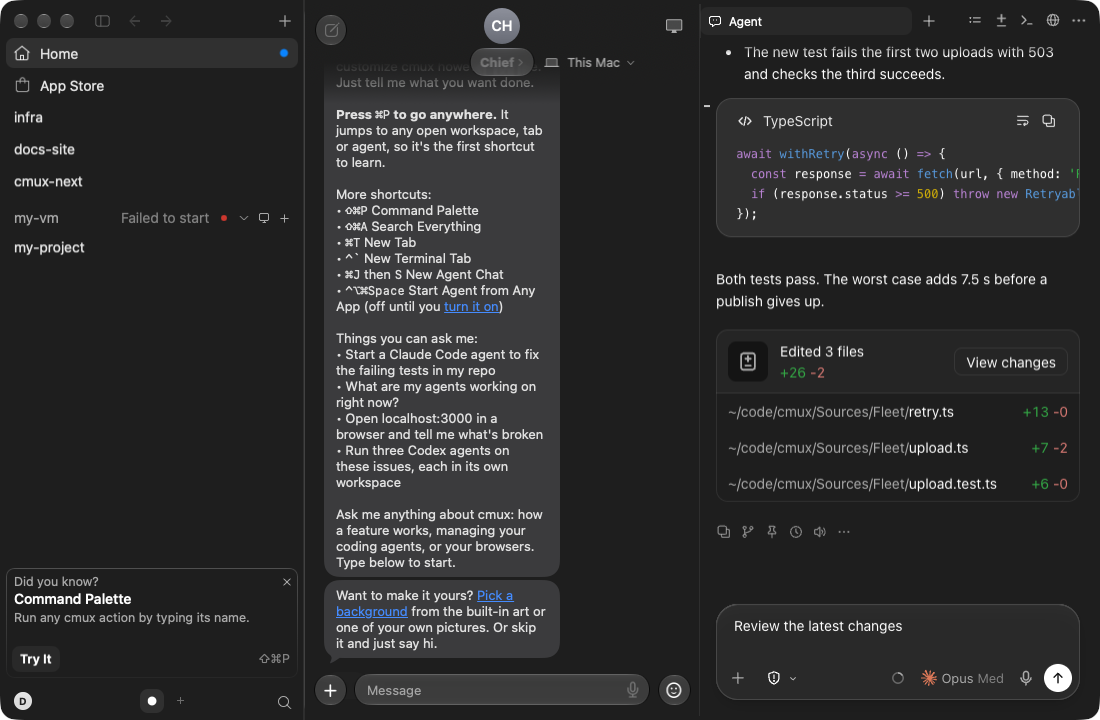 Home
App Store
infra
docs-site
cmux-next
my-vm Failed to start
my-project
Did you know?
Command Palette
Run any cmux action by typing its name.
Try It ⇧⌘P
D
CH
Chief
This Mac
Just tell me what you want done.
Press ⌘P to go anywhere. It
jumps to any open workspace, tab
or agent, so it's the first shortcut
to learn.
More shortcuts:
• ⇧⌘P Command Palette
• ⇧⌘A Search Everything
• ⌘T New Tab
• ⌃` New Terminal Tab
• ⌘J then S New Agent Chat
• ⌃⌥⌘Space Start Agent from Any
App (off until you turn it on)
Things you can ask me:
• Start a Claude Code agent to fix
the failing tests in my repo
• What are my agents working on
right now?
• Open localhost:3000 in a
browser and tell me what's broken
• Run three Codex agents on
these issues, each in its own
workspace
Ask me anything about cmux: how
a feature works, managing your
coding agents, or your browsers.
Type below to start.
Want to make it yours? Pick a
background from the built-in art or
one of your own pictures. Or skip
it and just say hi.
Message
Agent
• The new test fails the first two uploads with 503
and checks the third succeeds.
TypeScript
await withRetry(async () => {
const response = await fetch(url, { method: '
if (response.status >= 500) throw new Retryabl
});
Both tests pass. The worst case adds 7.5 s before a
publish gives up.
Edited 3 files
+26 -2
View changes
~/code/cmux/Sources/Fleet/retry.ts +13 -0
~/code/cmux/Sources/Fleet/upload.ts +7 -2
~/code/cmux/Sources/Fleet/upload.test.ts +6 -0
Review the latest changes
Opus Med